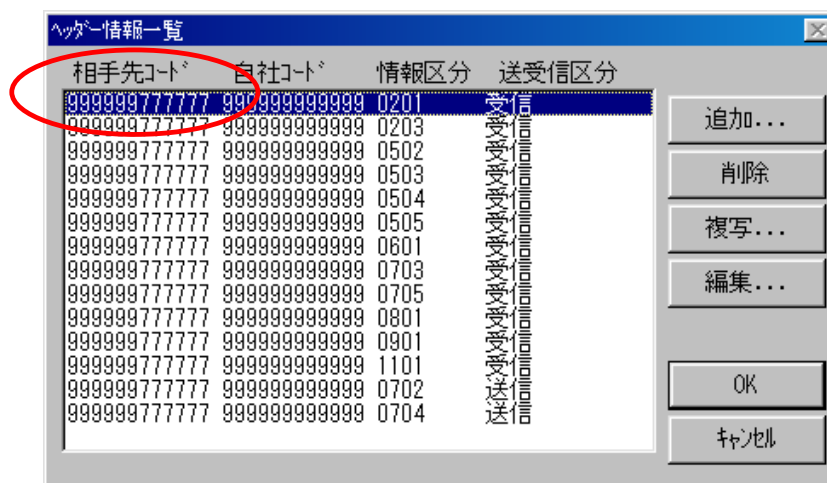 ヘッダー情報一覧
相手先コード 自社コード 情報区分 送受信区分
999999777777 999999999999 0201 受信
999999777777 999999999999 0203 受信
999999777777 999999999999 0502 受信
999999777777 999999999999 0503 受信
999999777777 999999999999 0504 受信
999999777777 999999999999 0505 受信
999999777777 999999999999 0601 受信
999999777777 999999999999 0703 受信
999999777777 999999999999 0705 受信
999999777777 999999999999 0801 受信
999999777777 999999999999 0901 受信
999999777777 999999999999 1101 受信
999999777777 999999999999 0702 送信
999999777777 999999999999 0704 送信
追加...
削除
複写...
編集...
OK
キャンセル